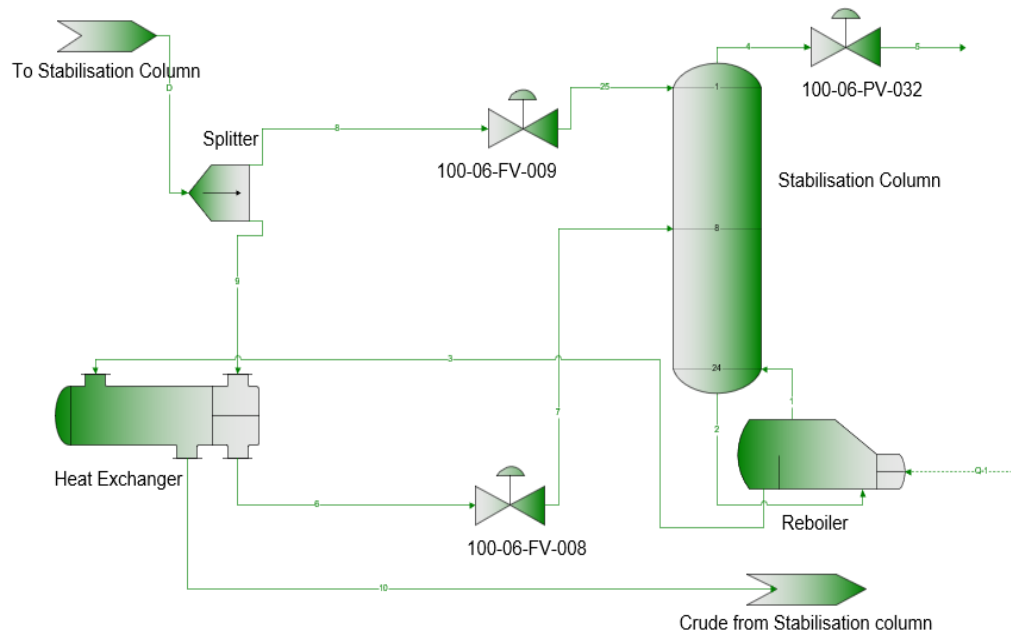 4
5
To Stabilisation Column
D
100-06-PV-032
25
1
8
Splitter
100-06-FV-009
Stabilisation Column
8
9
3
24
1
7
2
Q-1
Heat Exchanger
6
Reboiler
100-06-FV-008
10
Crude from Stabilisation column